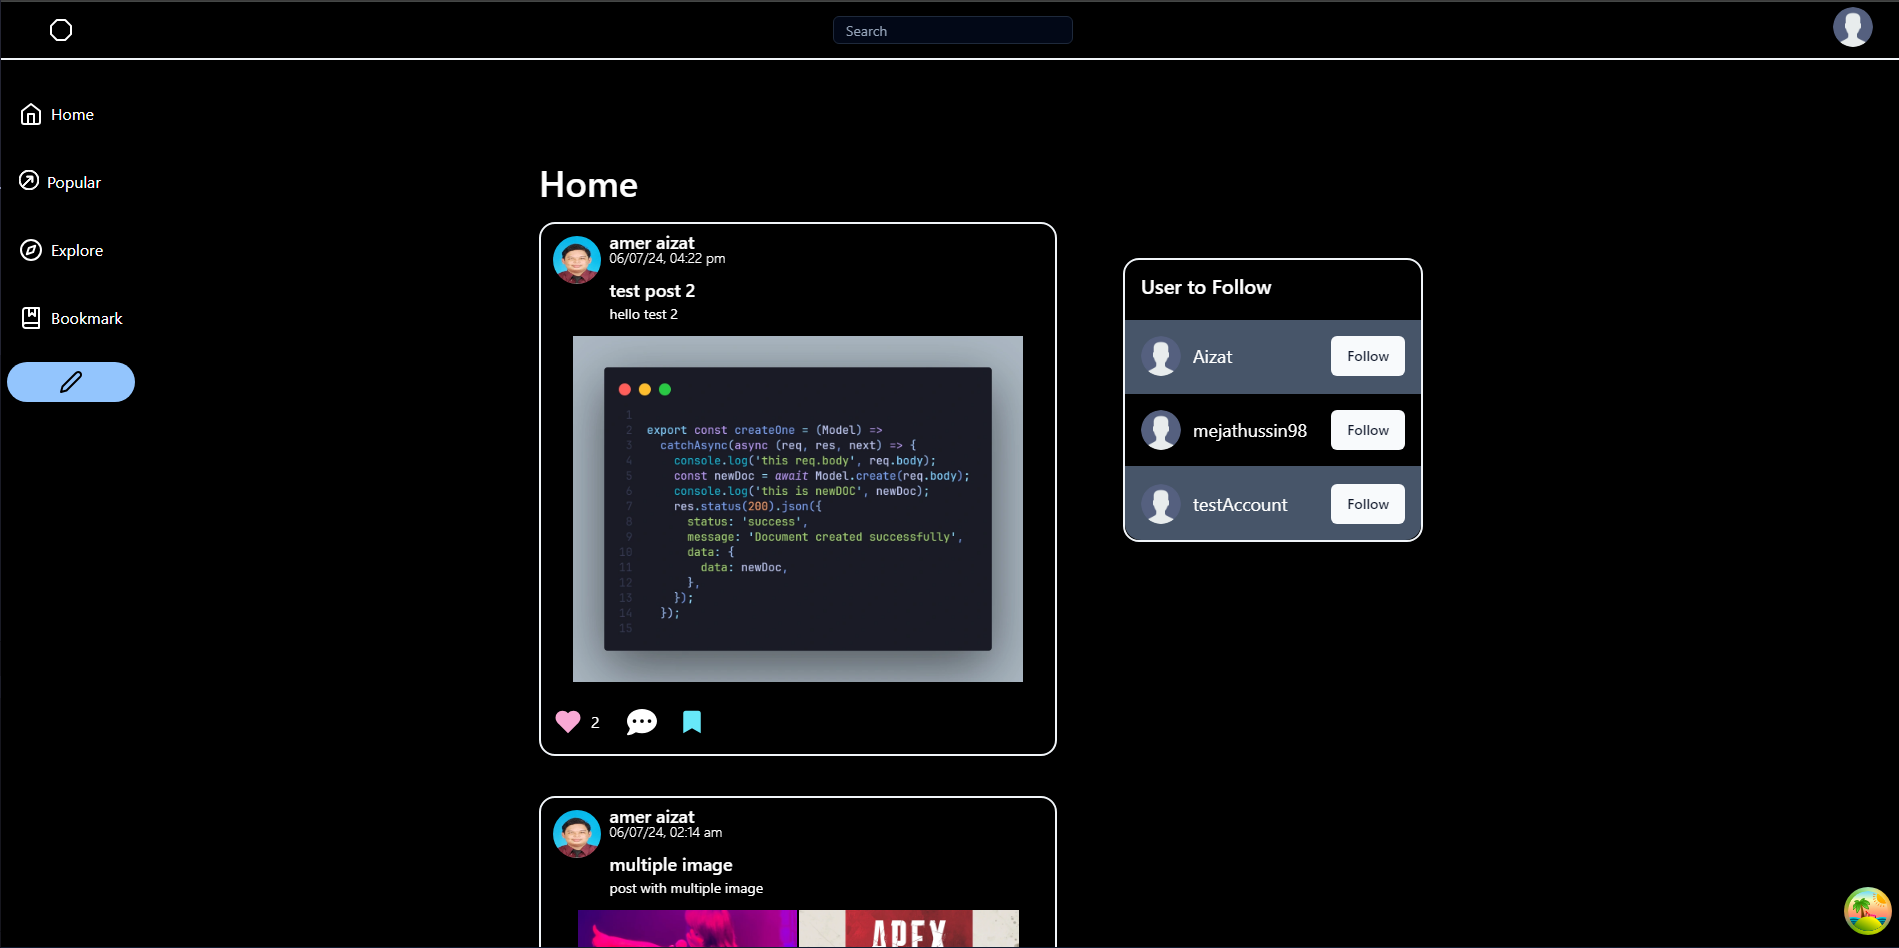 Search
Home
Popular
Explore
Bookmark
Home
amer aizat
06/07/24, 04:22 pm
test post 2
hello test 2
1
2 export const createOne = (Model) =>
3 catchAsync(async (req, res, next) => {
4 console.log('this req.body', req.body);
5 const newDoc = await Model.create(req.body);
6 console.log('this is newDOC', newDoc);
7 res.status(200).json({
8 status: 'success',
9 message: 'Document created successfully',
10 data: {
11 data: newDoc,
12 },
13 });
14 });
15
2
amer aizat
06/07/24, 02:14 am
multiple image
post with multiple image
APEX
User to Follow
Aizat
Follow
mejathussin98
Follow
testAccount
Follow